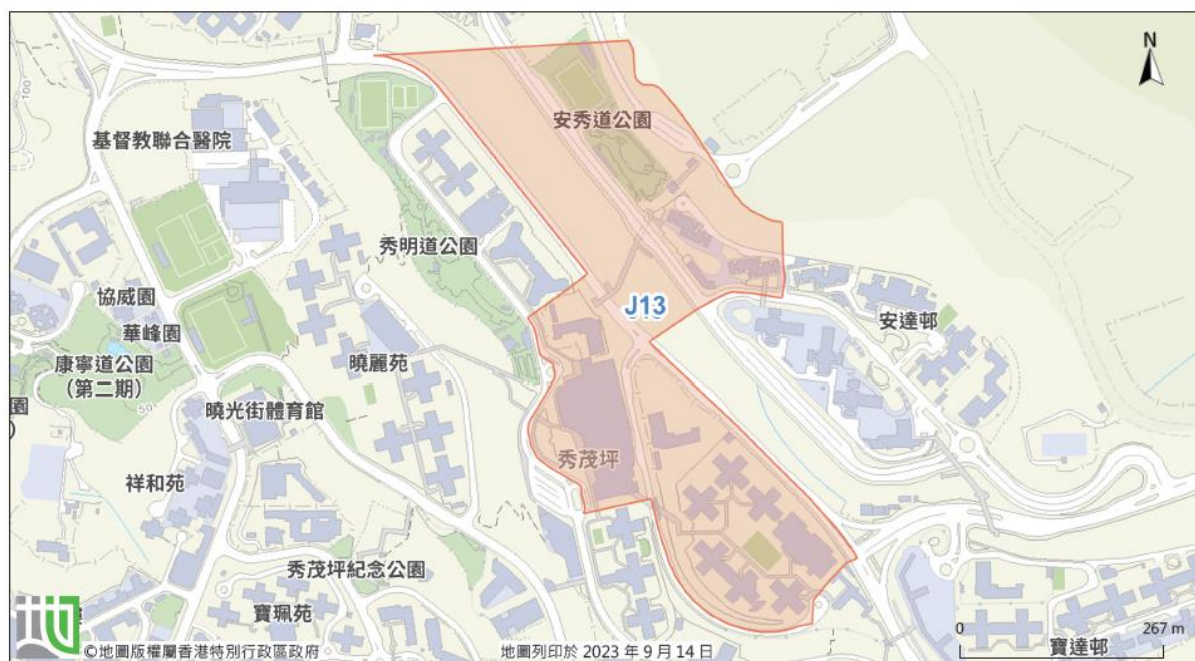 N
安秀道公園
基督教聯合醫院
秀明道公園
J13
協威園
安達邨
華峰園
康寧道公園
(第二期)
曉麗苑
園
)
曉光街體育館
秀茂坪
祥和苑
秀茂坪紀念公園
寶珮苑
0
267 m
寶達邨
©地圖版權屬香港特別行政區政府
地圖列印於 2023 年 9 月 14 日